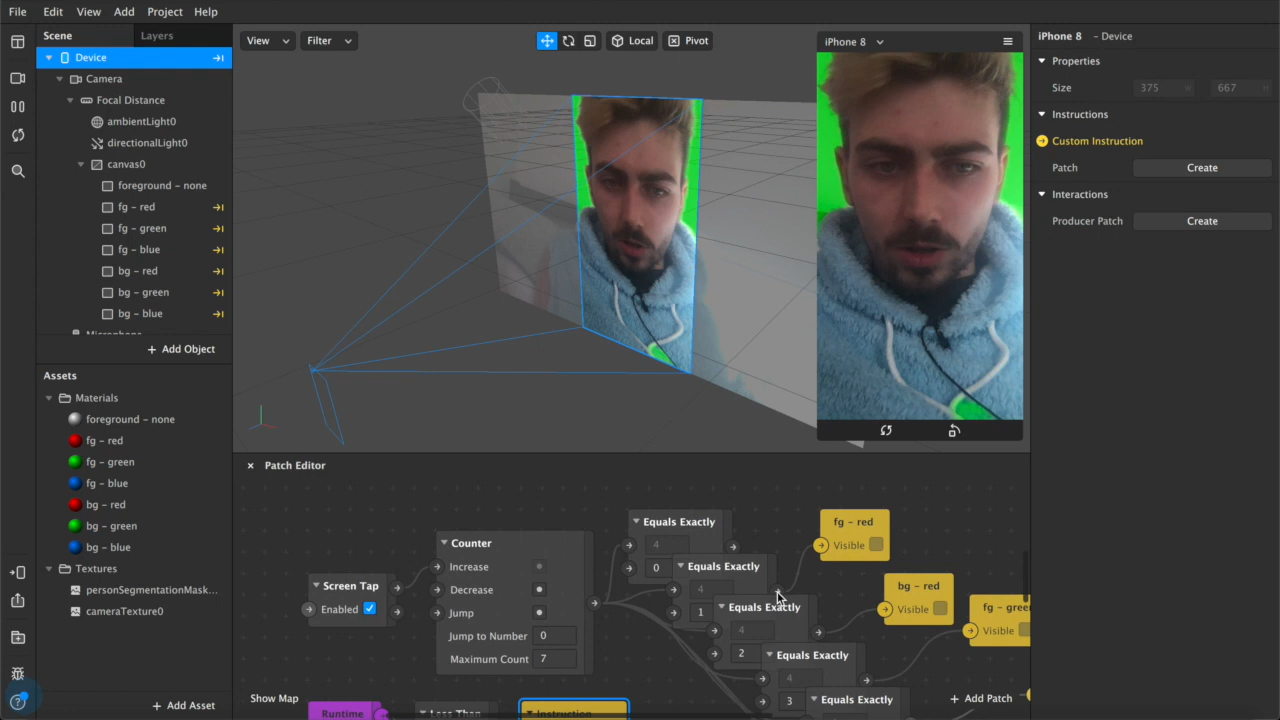 File Edit View Add Project Help
Scene Layers
Device
Camera
Focal Distance
ambientLight0
directionalLight0
canvas0
foreground - none
fg - red
fg - green
fg - blue
bg - red
bg - green
bg - blue
+ Add Object
Assets
Materials
foreground - none
fg - red
fg - green
fg - blue
bg - red
bg - green
bg - blue
Textures
personSegmentationMask...
cameraTexture0
+ Add Asset
View Filter Local Pivot
iPhone 8
iPhone 8 - Device
Properties
Size 375 667
Instructions
Custom Instruction
Patch Create
Interactions
Producer Patch Create
× Patch Editor
Screen Tap
Enabled
Counter
Increase
Decrease
Jump
Jump to Number 0
Maximum Count 7
Equals Exactly
4
0
Equals Exactly
4
1
Equals Exactly
4
2
Equals Exactly
4
3
Equals Exactly
fg - red
Visible
bg - red
Visible
fg - green
Visible
Show Map
Runtime
Less Than
Instruction
+ Add Patch